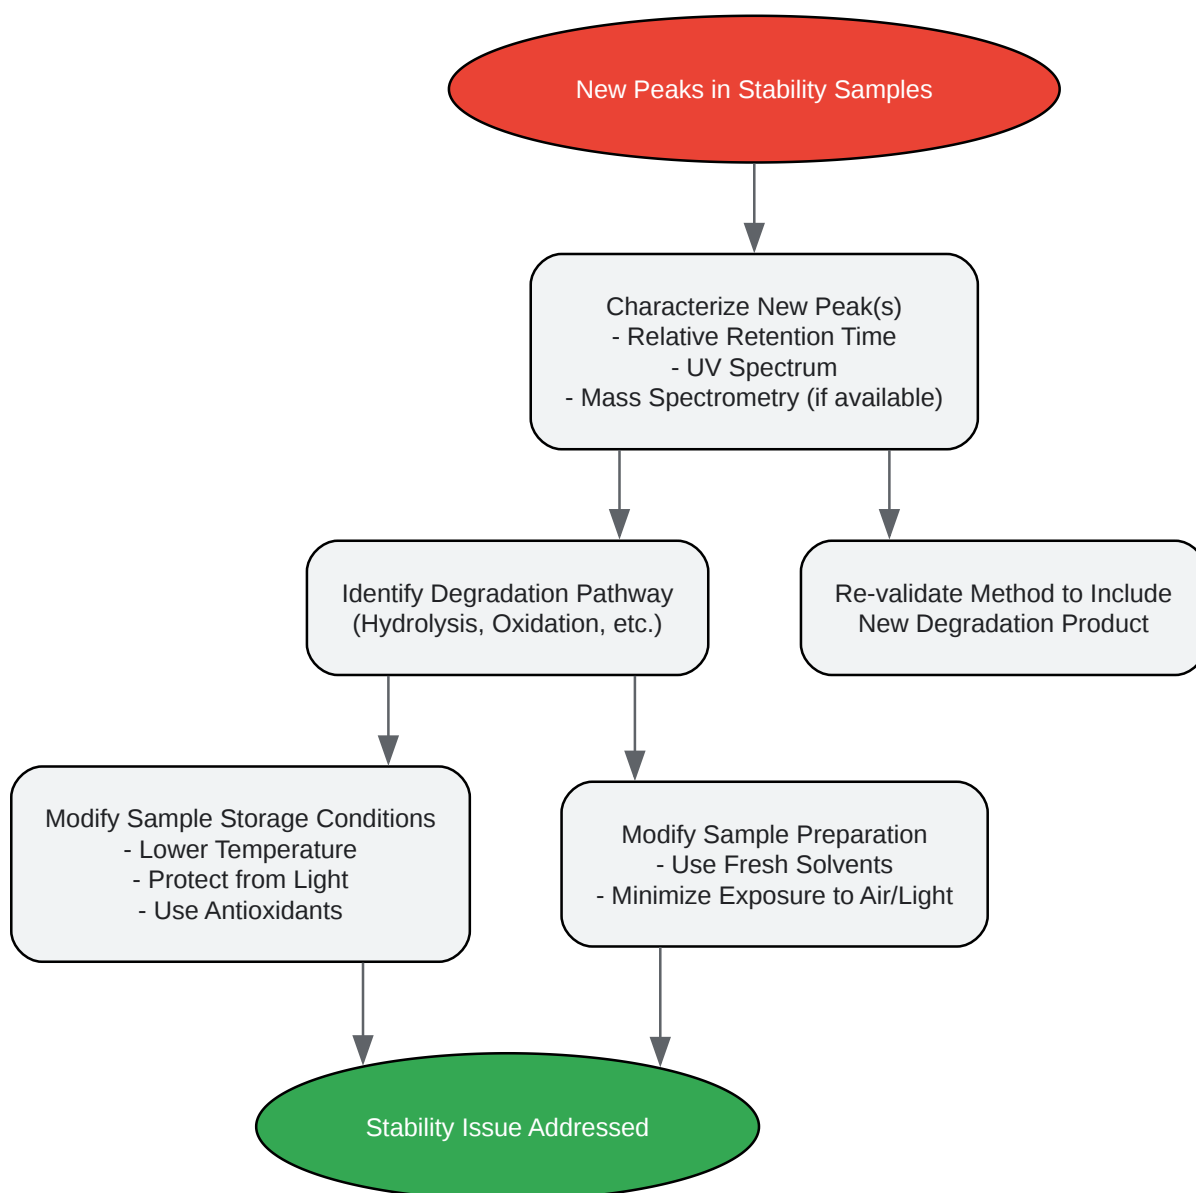 New Peaks in Stability Samples
Characterize New Peak(s)
- Relative Retention Time
- UV Spectrum
- Mass Spectrometry (if available)
Identify Degradation Pathway
(Hydrolysis, Oxidation, etc.)
Re-validate Method to Include
New Degradation Product
Modify Sample Storage Conditions
- Lower Temperature
- Protect from Light
- Use Antioxidants
Modify Sample Preparation
- Use Fresh Solvents
- Minimize Exposure to Air/Light
Stability Issue Addressed